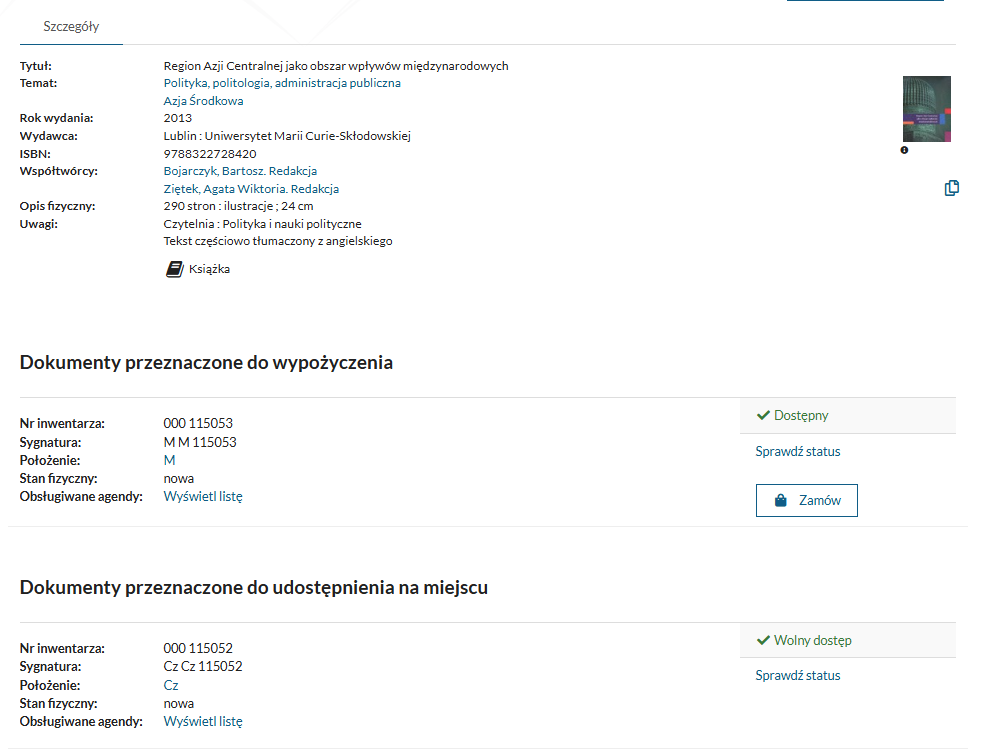 Szczegóły
Tytuł: Region Azji Centralnej jako obszar wpływów międzynarodowych
Temat: Polityka, politologia, administracja publiczna
Azja Środkowa
Rok wydania: 2013
Wydawca: Lublin : Uniwersytet Marii Curie-Skłodowskiej
ISBN: 9788322728420
Współtwórcy: Bojarczyk, Bartosz. Redakcja
Ziętek, Agata Wiktoria. Redakcja
Opis fizyczny: 290 stron : ilustracje ; 24 cm
Uwagi: Czytelnia : Polityka i nauki polityczne
Tekst częściowo tłumaczony z angielskiego
Książka
Dokumenty przeznaczone do wypożyczenia
Nr inwentarza: 000 115053
Sygnatura: M M 115053
Położenie: M
Stan fizyczny: nowa
Obsługiwane agendy: Wyświetl listę
Dostępny
Sprawdź status
Zamów
Dokumenty przeznaczone do udostępnienia na miejscu
Nr inwentarza: 000 115052
Sygnatura: Cz Cz 115052
Położenie: Cz
Stan fizyczny: nowa
Obsługiwane agendy: Wyświetl listę
Wolny dostęp
Sprawdź status